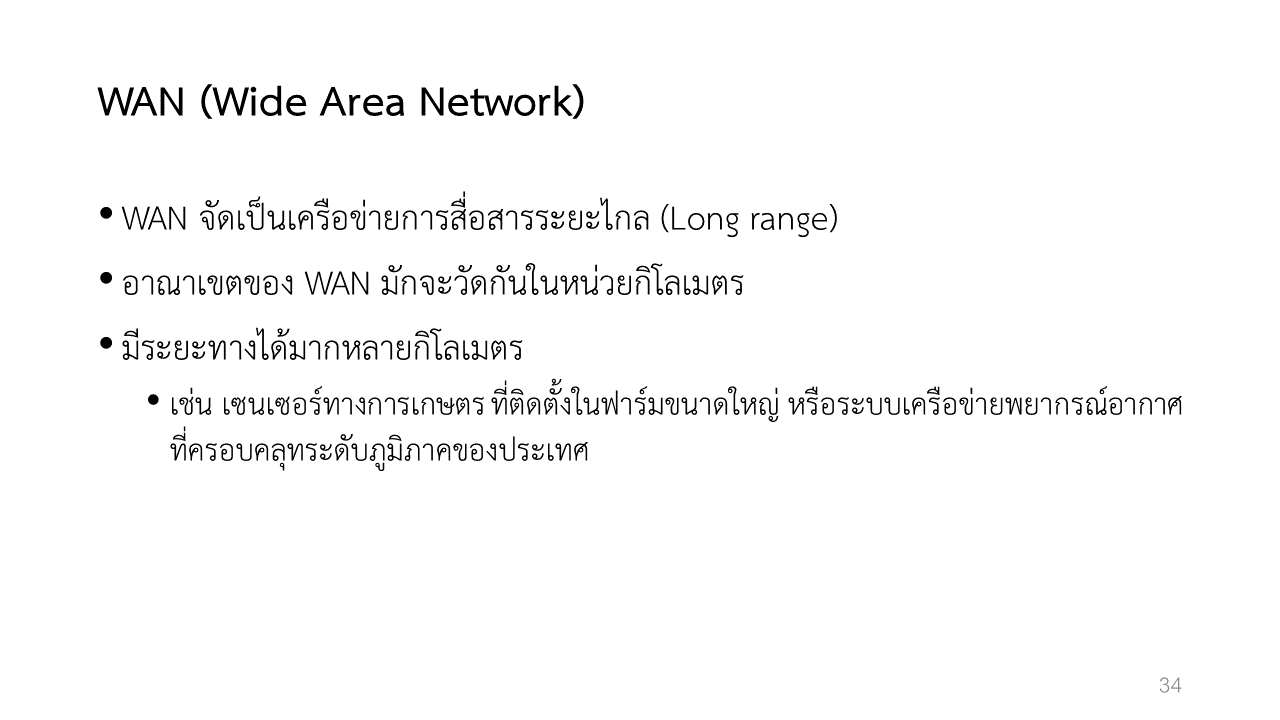 WAN (Wide Area Network)
• WAN จัดเป็นเครือข่ายการสื่อสารระยะไกล (Long range)
• อาณาเขตของ WAN มักจะวัดกันในหน่วยกิโลเมตร
• มีระยะทางได้มากหลายกิโลเมตร
• เช่น เซนเซอร์ทางการเกษตร ที่ติดตั้งในฟาร์มขนาดใหญ่ หรือระบบเครือข่ายพยากรณ์อากาศ
ที่ครอบคลุทระดับภูมิภาคของประเทศ
34